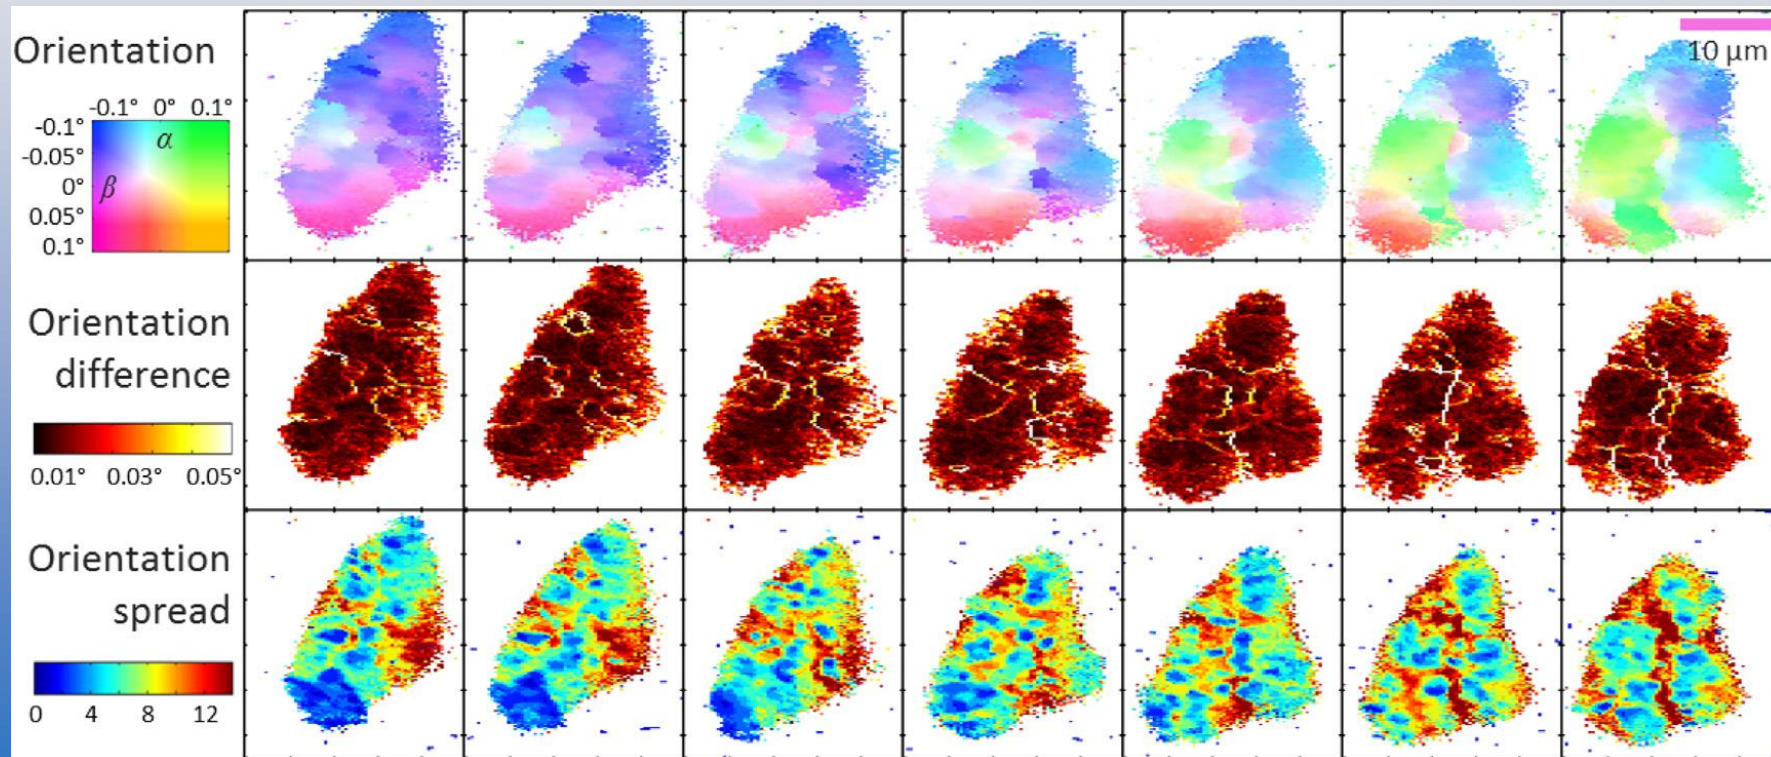 Orientation
-0.1° 0° 0.1°
-0.1°
-0.05°
0°
0.05°
0.1°
α
β
10 μm
Orientation
difference
0.01° 0.03° 0.05°
Orientation
spread
0 4 8 12